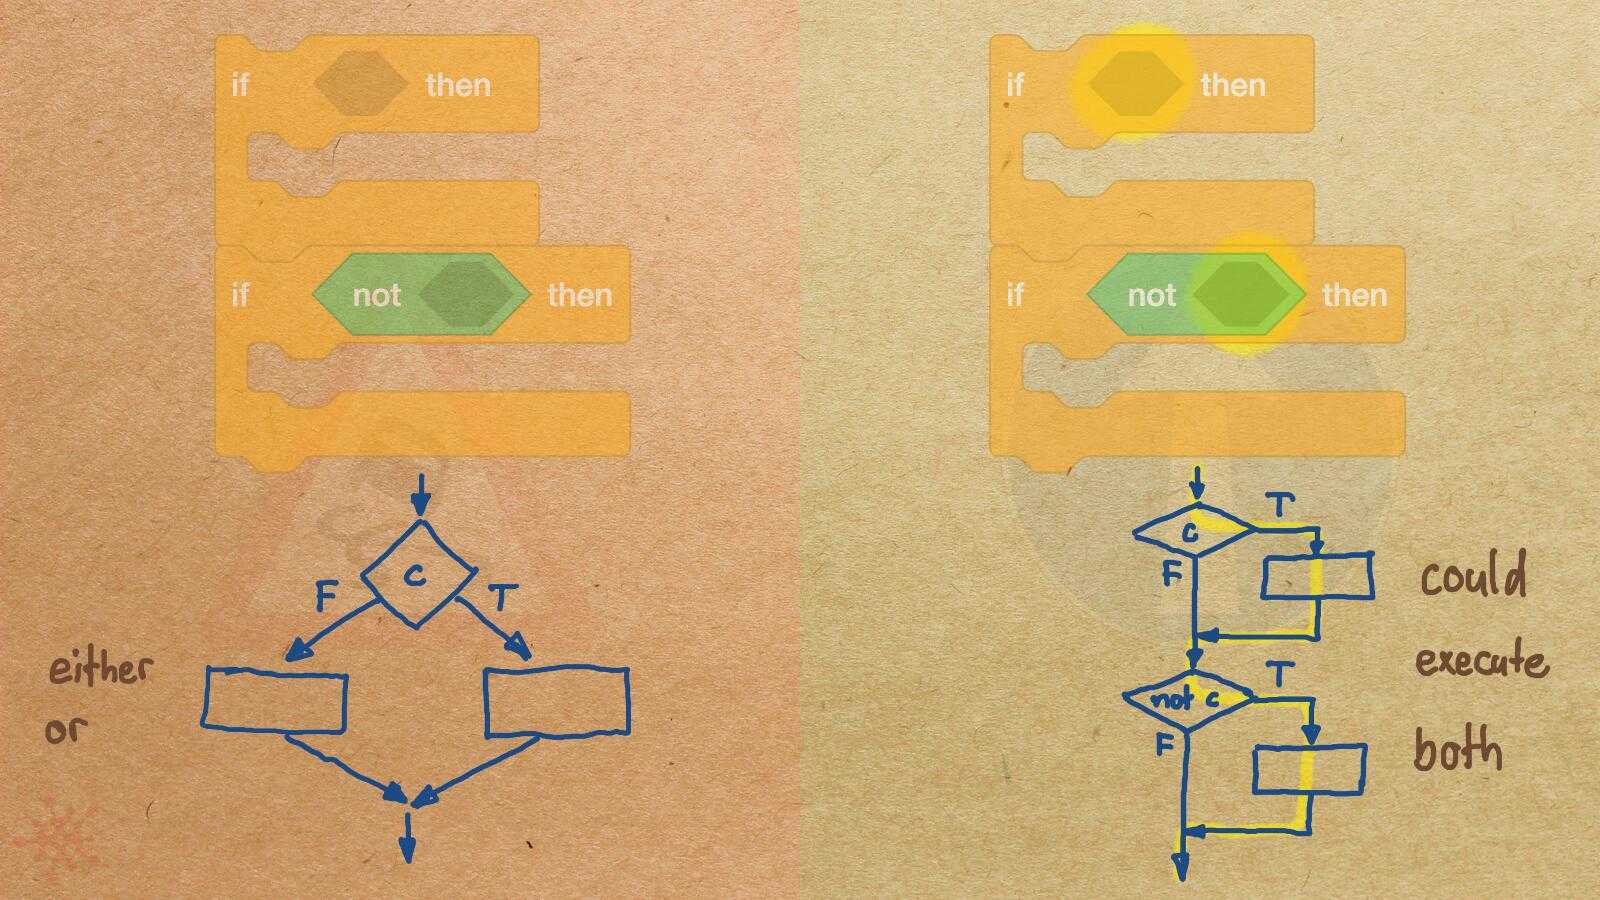 if then
if not then
C
F T
either
or
if then
if not then
C T
F
could
execute
not c T
F
both